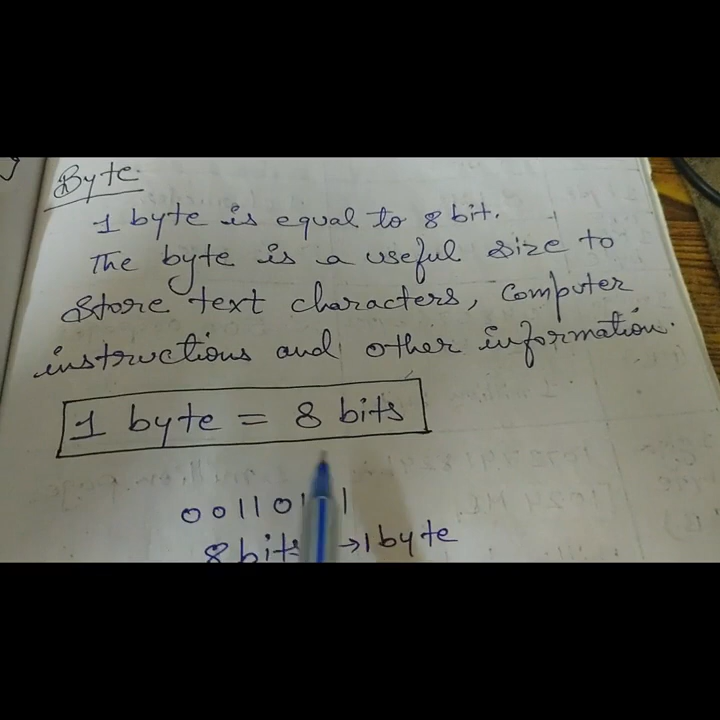 Byte
1 byte is equal to 8 bit.
The byte is a useful size to
store text characters, computer
instructions and other information.
1 byte = 8 bits
8 bits → 1 byte